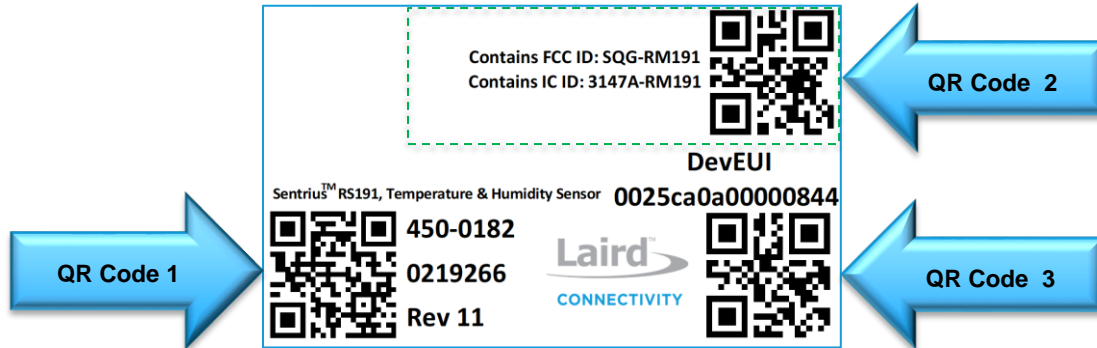 Contains FCC ID: SQG-RM191
Contains IC ID: 3147A-RM191
QR Code 2
DevEUI
Sentrius™ RS191, Temperature & Humidity Sensor
0025ca0a00000844
450-0182
0219266
Rev 11
Laird™
CONNECTIVITY
QR Code 1
QR Code 3